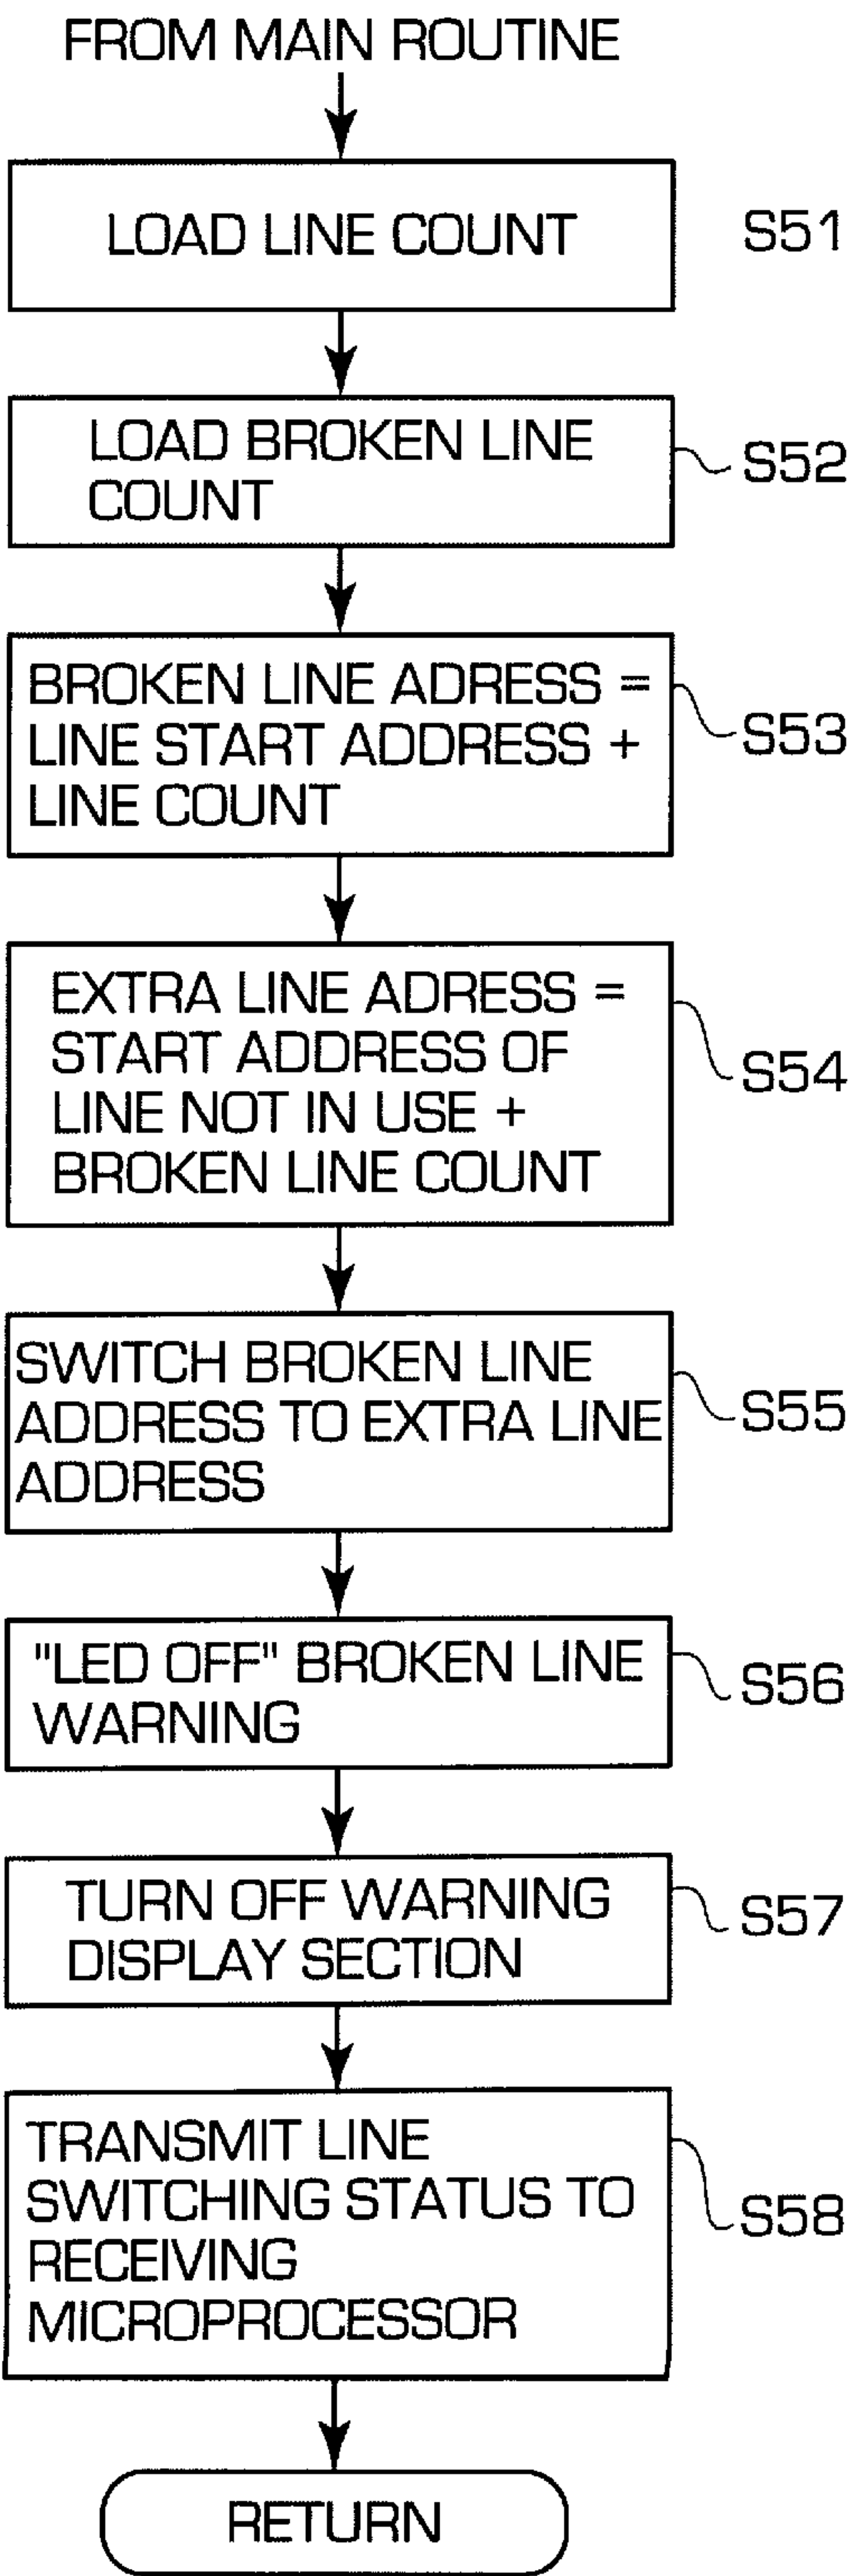 FROM MAIN ROUTINE
LOAD LINE COUNT
S51
LOAD BROKEN LINE
COUNT
S52
BROKEN LINE ADRESS =
LINE START ADDRESS +
LINE COUNT
S53
EXTRA LINE ADRESS =
START ADDRESS OF
LINE NOT IN USE +
BROKEN LINE COUNT
S54
SWITCH BROKEN LINE
ADDRESS TO EXTRA LINE
ADDRESS
S55
"LED OFF" BROKEN LINE
WARNING
S56
TURN OFF WARNING
DISPLAY SECTION
S57
TRANSMIT LINE
SWITCHING STATUS TO
RECEIVING
MICROPROCESSOR
S58
RETURN